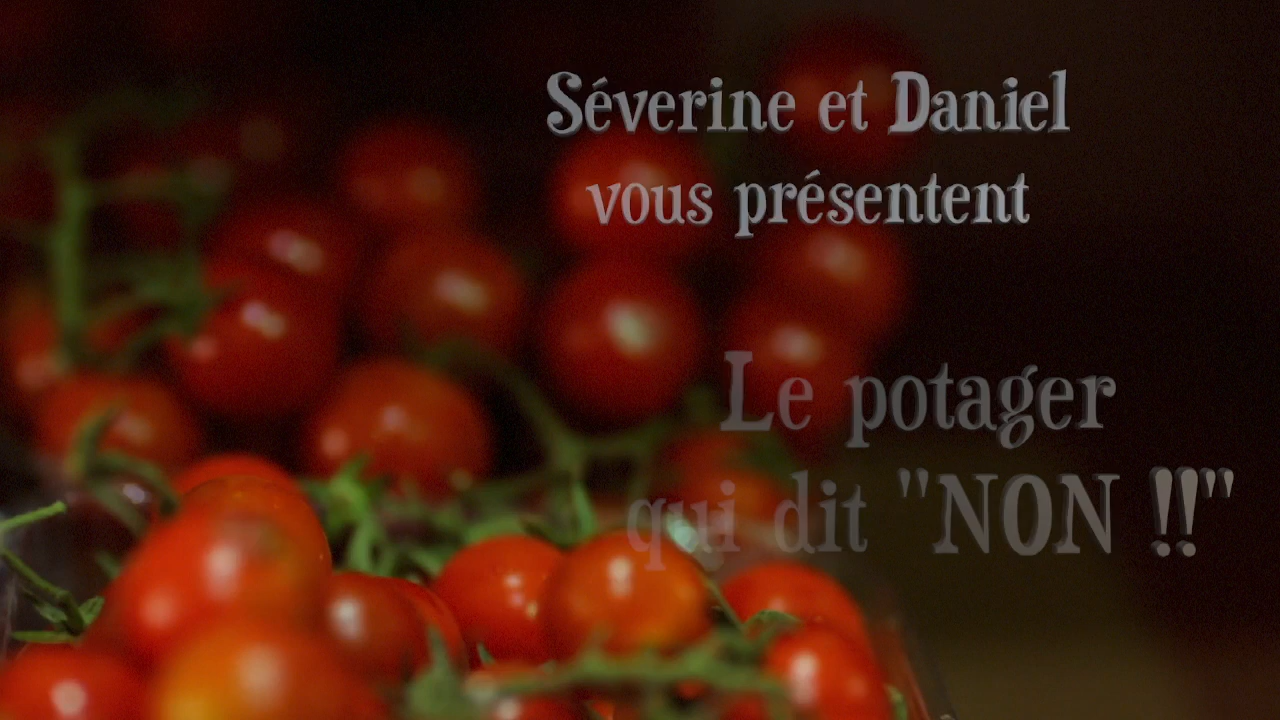 Séverine et Daniel
vous présentent
Le potager
qui dit "NON !!"